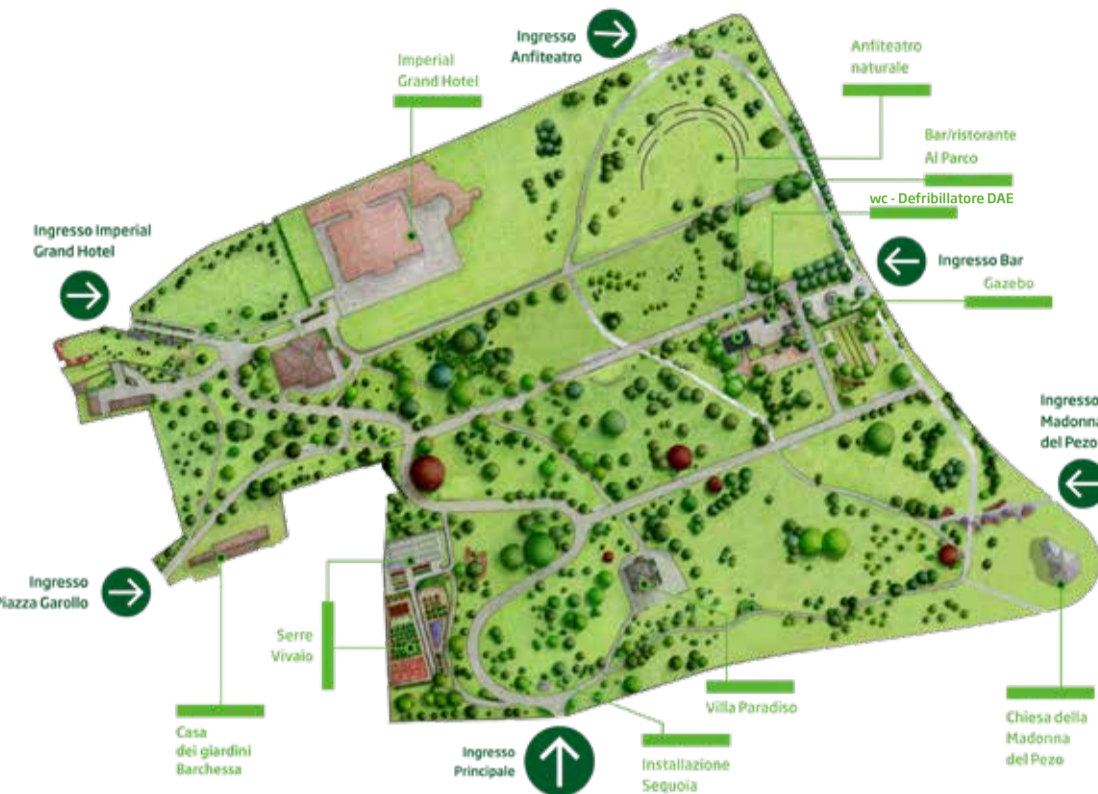 Ingresso
Anfiteatro
Imperial
Grand Hotel
Anfiteatro
naturale
Bar/ristorante
Al Parco
wc - Defribillatore DAE
Ingresso Imperial
Grand Hotel
Ingresso Bar
Gazebo
Ingresso
Madonna
del Pezo
Ingresso
Piazza Garollo
Serre
Vivaio
Casa
dei giardini
Barchessa
Villa Paradiso
Ingresso
Principale
Installazione
Sequoia
Chiesa della
Madonna
del Pezo